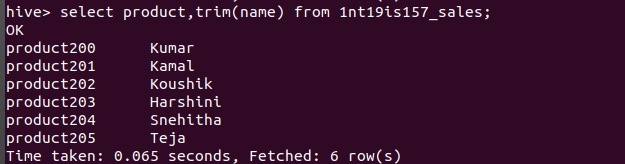 hive> select product,trim(name) from 1nt19is157_sales;
OK
product200 Kumar
product201 Kamal
product202 Koushik
product203 Harshini
product204 Snehitha
product205 Teja
Time taken: 0.065 seconds, Fetched: 6 row(s)